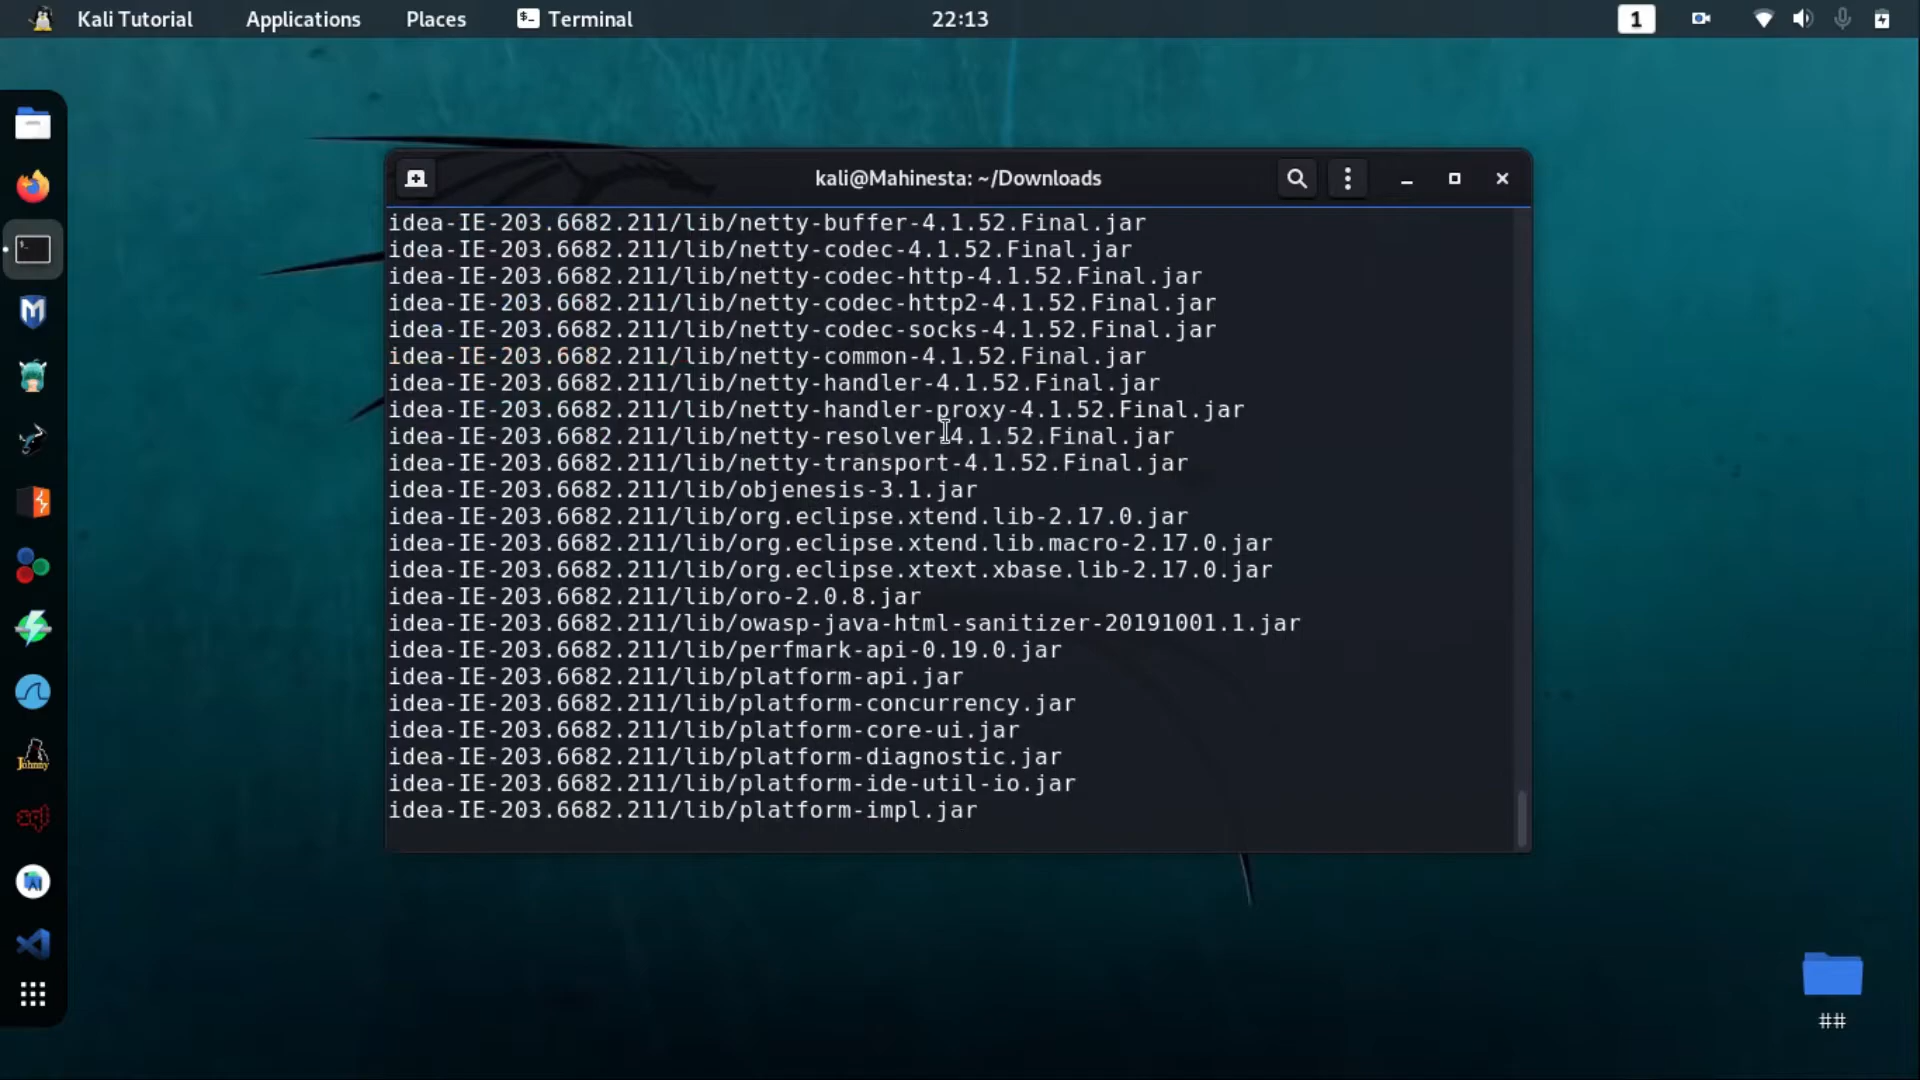 Kali Tutorial Applications Places Terminal 22:13 1
kali@Mahinesta: ~/Downloads
idea-IE-203.6682.211/lib/netty-buffer-4.1.52.Final.jar
idea-IE-203.6682.211/lib/netty-codec-4.1.52.Final.jar
idea-IE-203.6682.211/lib/netty-codec-http-4.1.52.Final.jar
idea-IE-203.6682.211/lib/netty-codec-http2-4.1.52.Final.jar
idea-IE-203.6682.211/lib/netty-codec-socks-4.1.52.Final.jar
idea-IE-203.6682.211/lib/netty-common-4.1.52.Final.jar
idea-IE-203.6682.211/lib/netty-handler-4.1.52.Final.jar
idea-IE-203.6682.211/lib/netty-handler-proxy-4.1.52.Final.jar
idea-IE-203.6682.211/lib/netty-resolver-4.1.52.Final.jar
idea-IE-203.6682.211/lib/netty-transport-4.1.52.Final.jar
idea-IE-203.6682.211/lib/objenesis-3.1.jar
idea-IE-203.6682.211/lib/org.eclipse.xtend.lib-2.17.0.jar
idea-IE-203.6682.211/lib/org.eclipse.xtend.lib.macro-2.17.0.jar
idea-IE-203.6682.211/lib/org.eclipse.xtext.xbase.lib-2.17.0.jar
idea-IE-203.6682.211/lib/oro-2.0.8.jar
idea-IE-203.6682.211/lib/owasp-java-html-sanitizer-20191001.1.jar
idea-IE-203.6682.211/lib/perfmark-api-0.19.0.jar
idea-IE-203.6682.211/lib/platform-api.jar
idea-IE-203.6682.211/lib/platform-concurrency.jar
idea-IE-203.6682.211/lib/platform-core-ui.jar
idea-IE-203.6682.211/lib/platform-diagnostic.jar
idea-IE-203.6682.211/lib/platform-ide-util-io.jar
idea-IE-203.6682.211/lib/platform-impl.jar
Johnny
##